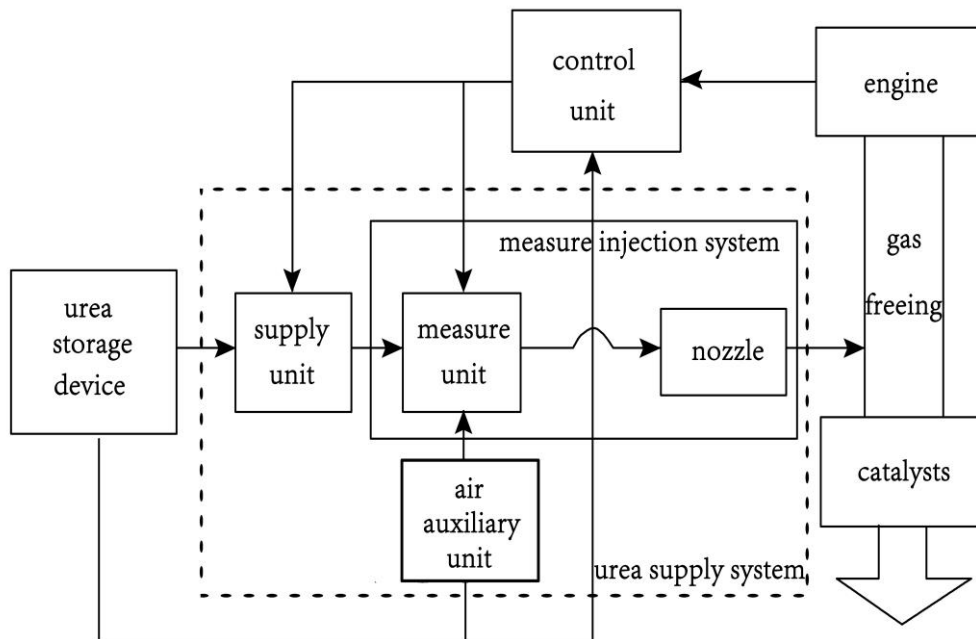 control
unit
engine
measure injection system
gas
freeing
urea
storage
device
supply
unit
measure
unit
nozzle
catalysts
air
auxiliary
unit
urea supply system